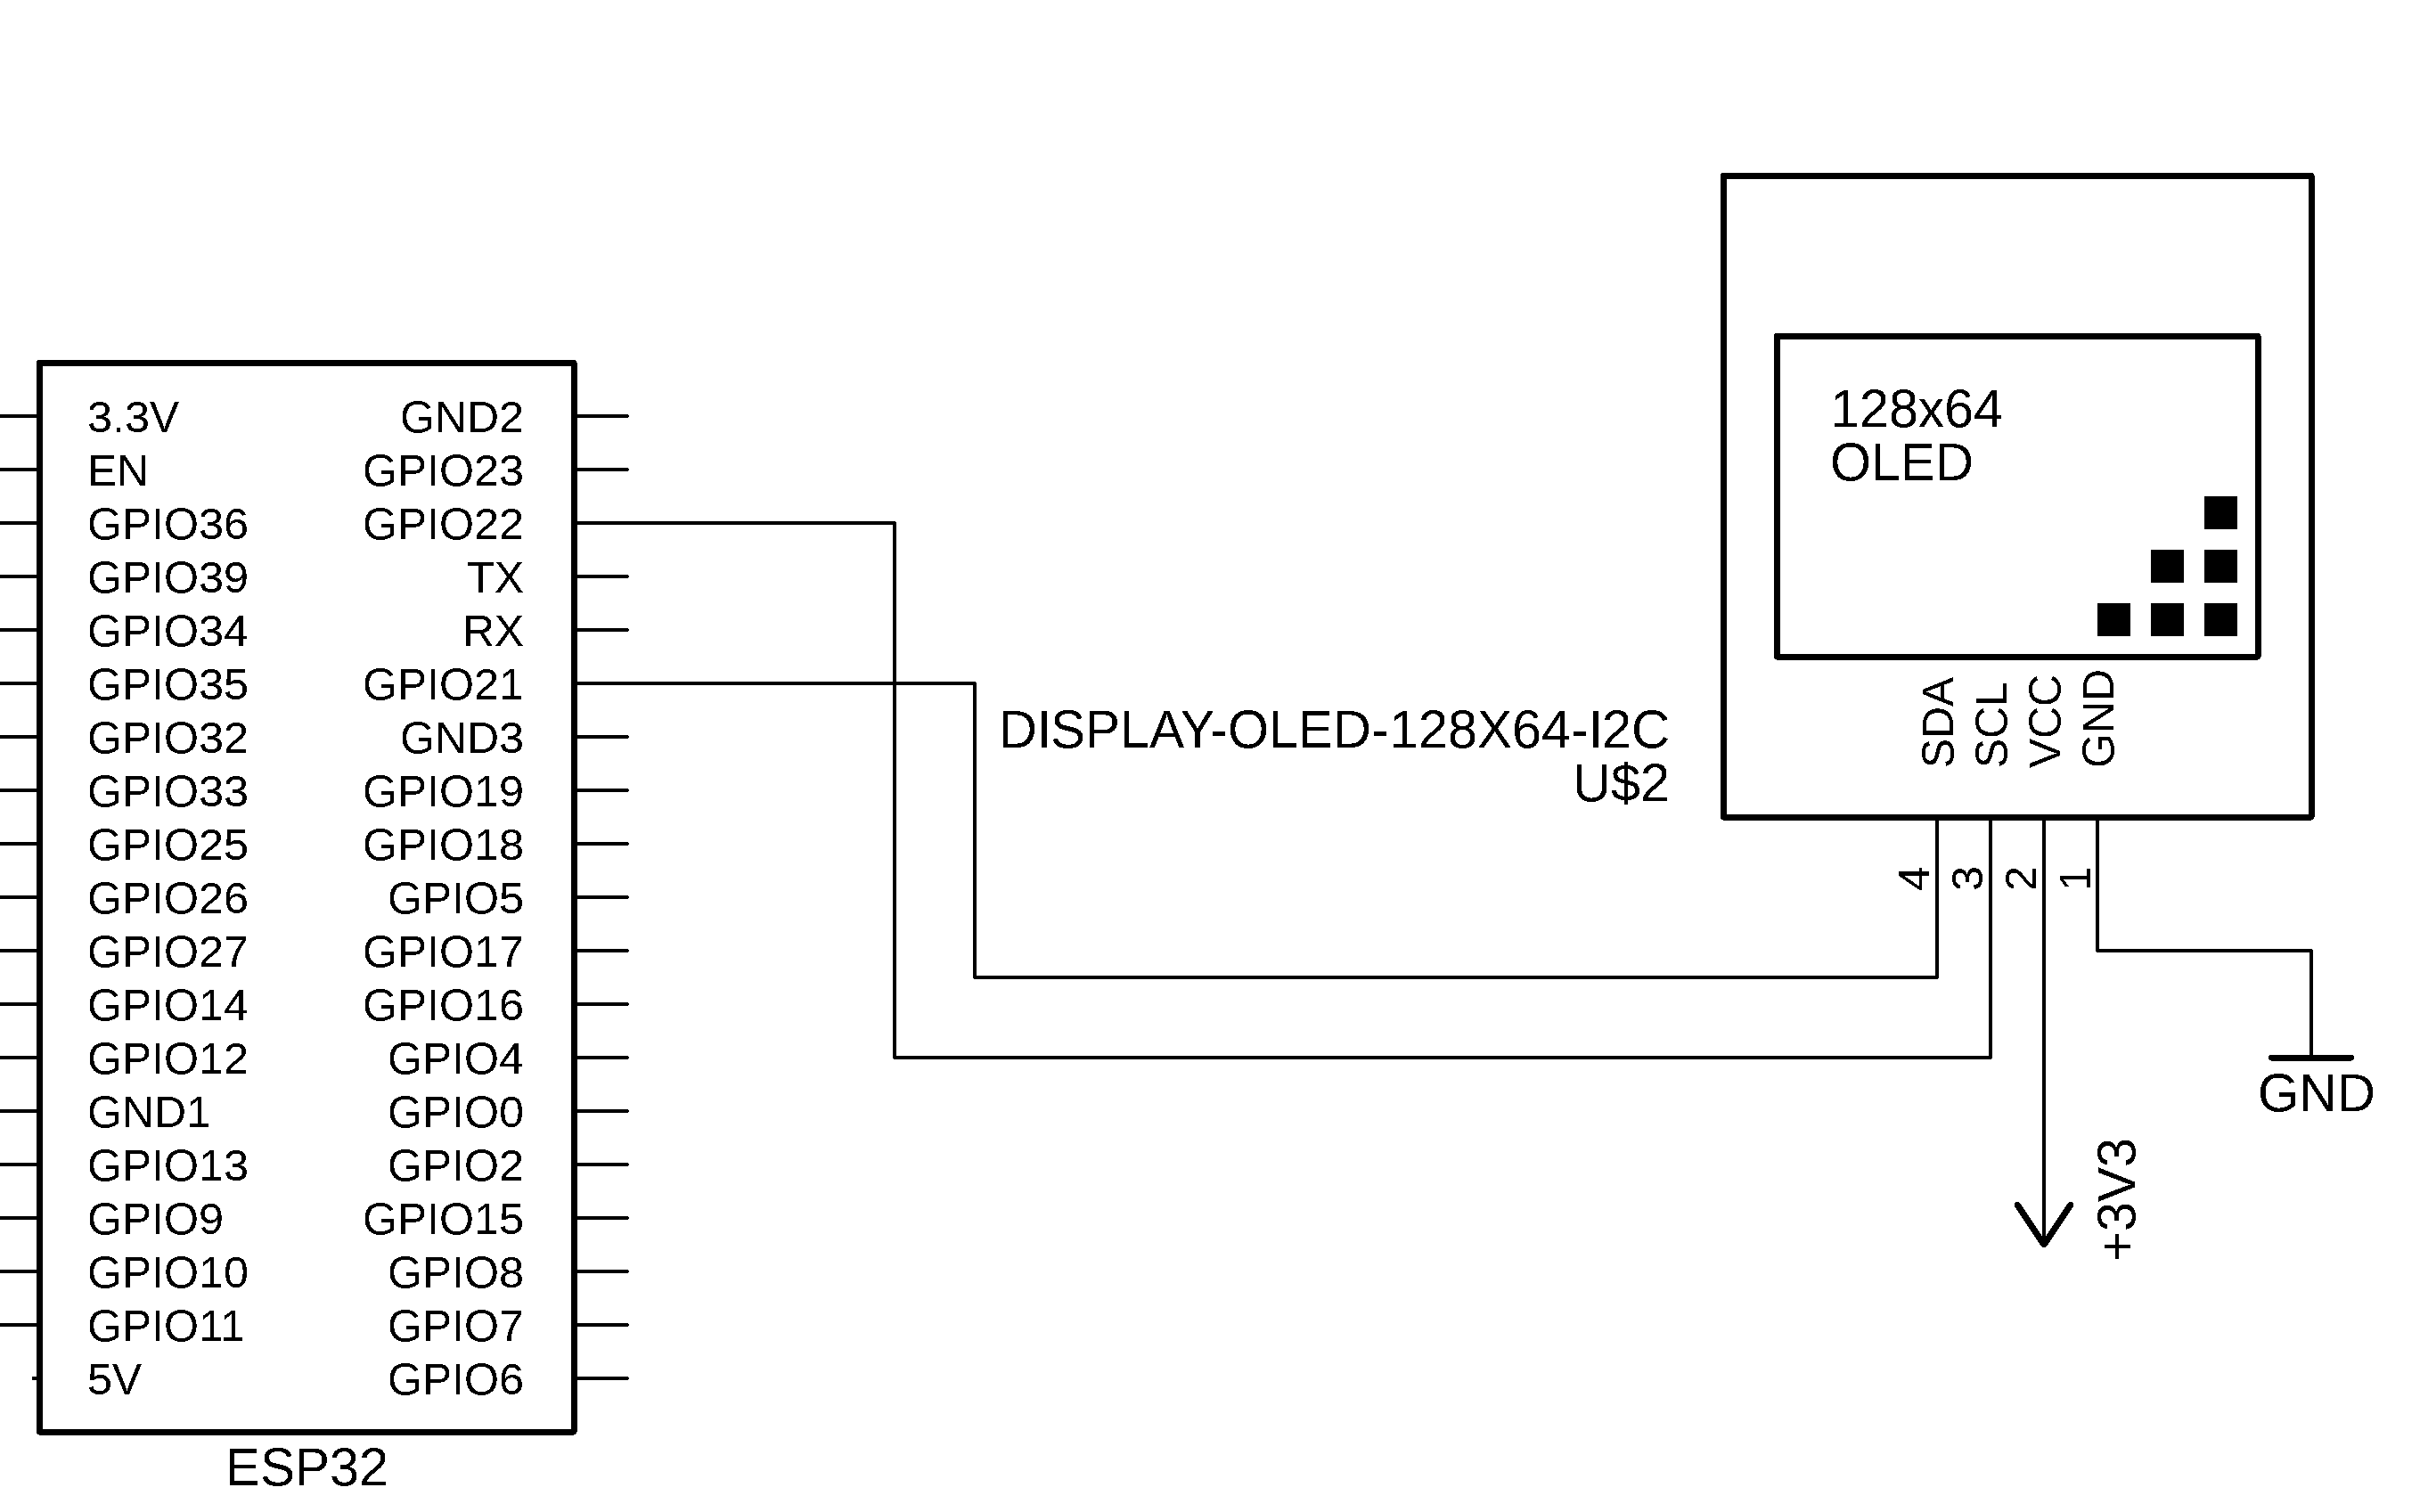 3.3V
EN
GPIO36
GPIO39
GPIO34
GPIO35
GPIO32
GPIO33
GPIO25
GPIO26
GPIO27
GPIO14
GPIO12
GND1
GPIO13
GPIO9
GPIO10
GPIO11
5V
GND2
GPIO23
GPIO22
TX
RX
GPIO21
GND3
GPIO19
GPIO18
GPIO5
GPIO17
GPIO16
GPIO4
GPIO0
GPIO2
GPIO15
GPIO8
GPIO7
GPIO6
ESP32
DISPLAY-OLED-128X64-I2C
U$2
128x64
OLED
SDA
SCL
VCC
GND
4
3
2
1
+3V3
GND